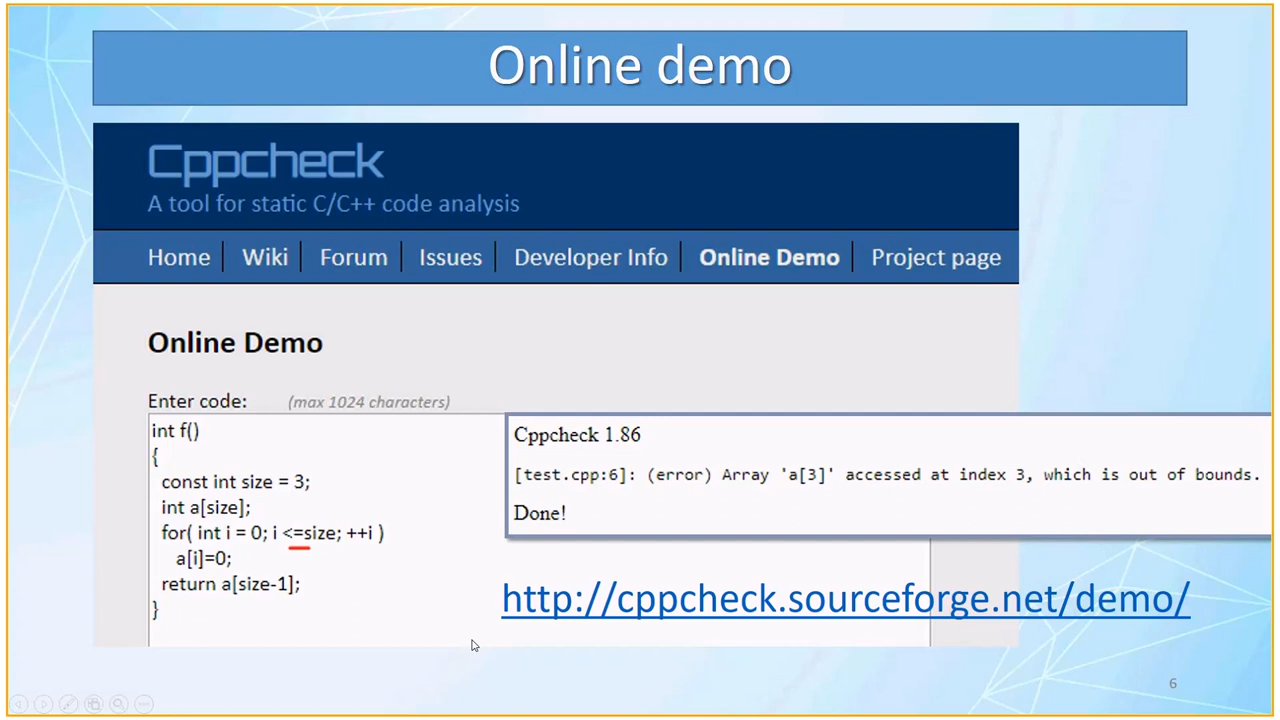 Online demo
Cppcheck
A tool for static C/C++ code analysis
Home Wiki Forum Issues Developer Info Online Demo Project page
Online Demo
Enter code: (max 1024 characters)
int f()
{
const int size = 3;
int a[size];
for( int i = 0; i <=size; ++i )
a[i]=0;
return a[size-1];
}
Cppcheck 1.86
[test.cpp:6]: (error) Array 'a[3]' accessed at index 3, which is out of bounds.
Done!
http://cppcheck.sourceforge.net/demo/
6